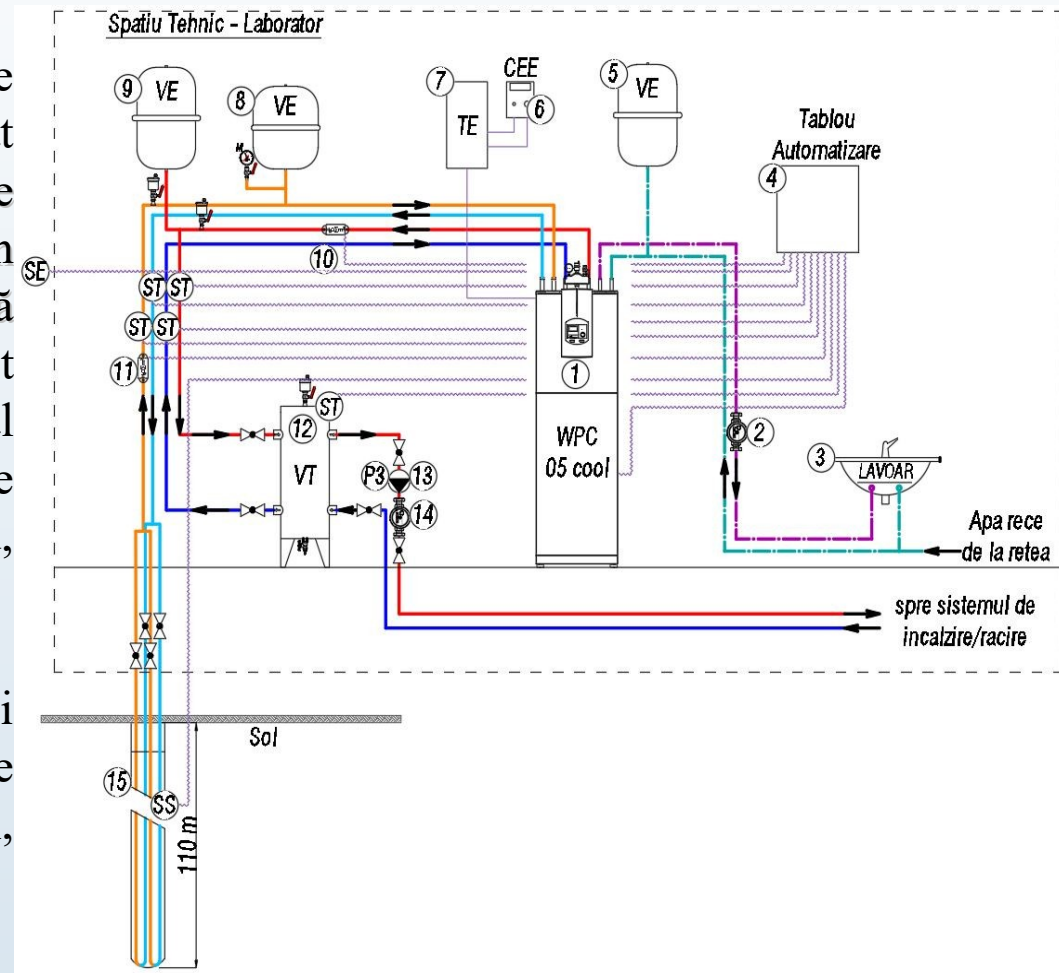 Spatiu Tehnic - Laborator
e
t
e
n
ă
t
l
e
,
i
e
,
9
VE
8
VE
M
7
TE
CEE
6
5
VE
Tablou
Automatizare
4
10
SE
ST
ST
ST
ST
11
1
WPC
05 cool
2
3
LAVOAR
12
ST
VT
P3
13
14
Apa rece
de la retea
spre sistemul de
incalzire/racire
Sol
15
SS
110 m